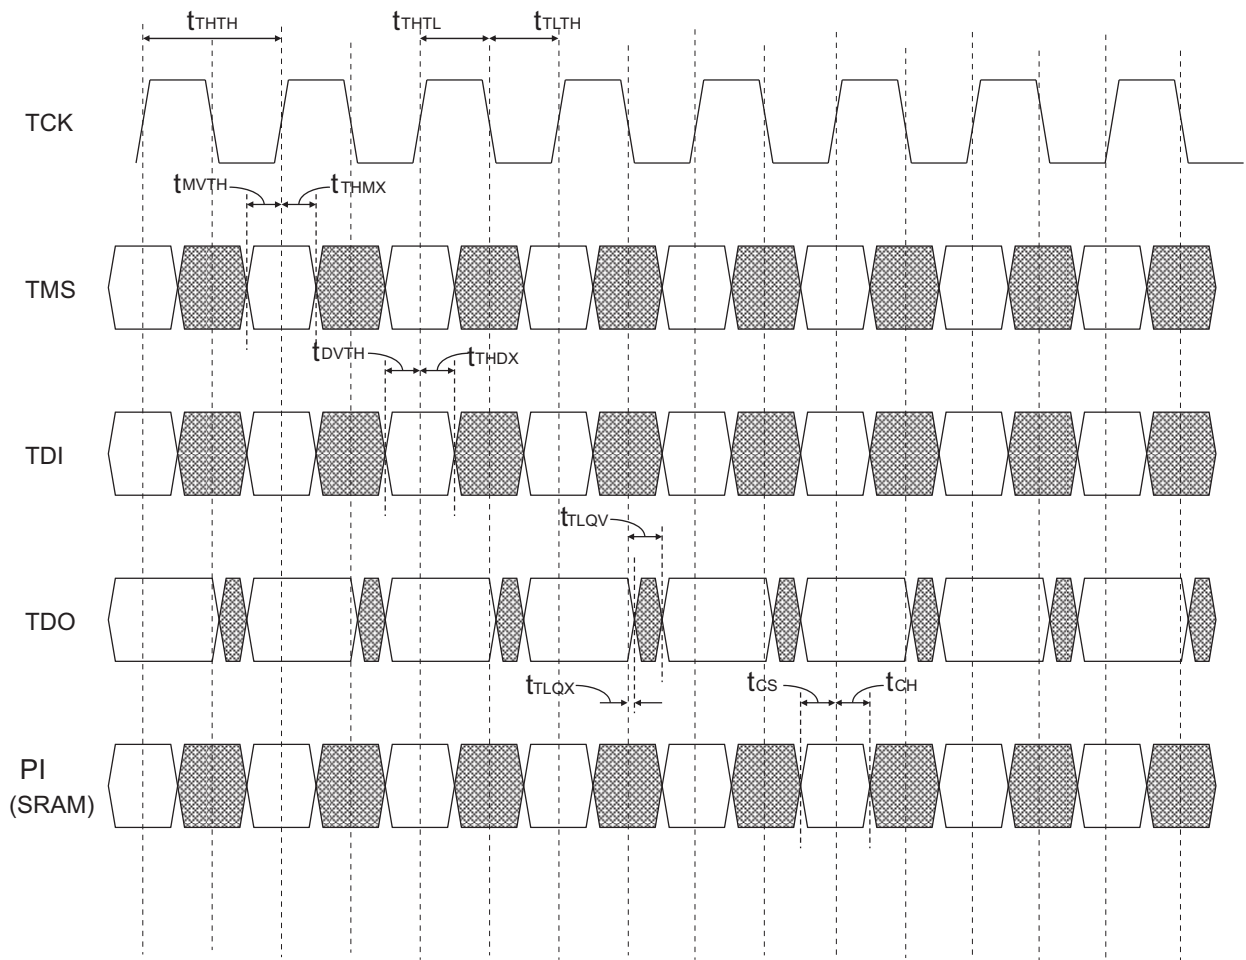 tTHTH
tTHTL
tTLTH
TCK
tMVTH
tTHMX
TMS
tDVTH
tTHDX
TDI
tTLQV
TDO
tTLQX
tCS
tCH
PI
(SRAM)